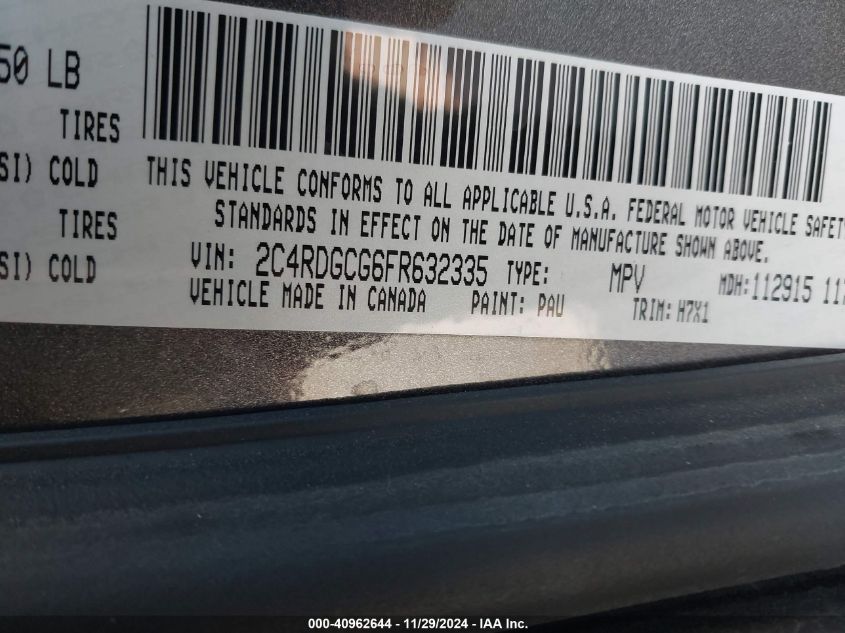 50 LB
TIRES
SI) COLD
TIRES
SI) COLD
THIS VEHICLE CONFORMS TO ALL APPLICABLE U.S.A. FEDERAL MOTOR VEHICLE SAFETY
STANDARDS IN EFFECT ON THE DATE OF MANUFACTURE SHOWN ABOVE.
VIN: 2C4RDGCG6FR632335 TYPE: MPV MDH:112915 117
VEHICLE MADE IN CANADA PAINT: PAU TRIM: H7X1
000-40962644 - 11/29/2024 - IAA Inc.